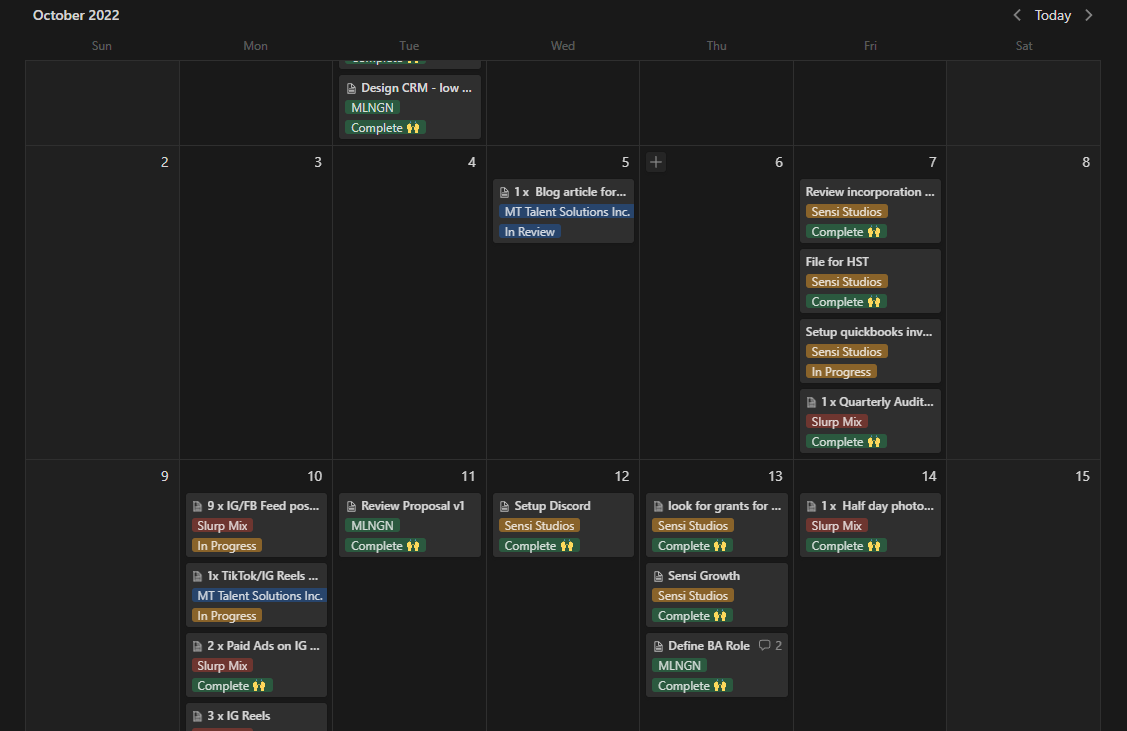 October 2022
Today
Sun Mon Tue Wed Thu Fri Sat
Complete 🙌
Design CRM - low ...
MLNGN
Complete 🙌
2 3 4 5 6 7 8
1 x Blog article for...
MT Talent Solutions Inc.
In Review
Review incorporation ...
Sensi Studios
Complete 🙌
File for HST
Sensi Studios
Complete 🙌
Setup quickbooks inv...
Sensi Studios
In Progress
1 x Quarterly Audit...
Slurp Mix
Complete 🙌
9 10 11 12 13 14 15
9 x IG/FB Feed pos...
Slurp Mix
In Progress
1x TikTok/IG Reels ...
MT Talent Solutions Inc.
In Progress
2 x Paid Ads on IG ...
Slurp Mix
Complete 🙌
3 x IG Reels
Review Proposal v1
MLNGN
Complete 🙌
Setup Discord
Sensi Studios
Complete 🙌
look for grants for ...
Sensi Studios
Complete 🙌
Sensi Growth
Sensi Studios
Complete 🙌
Define BA Role 2
MLNGN
Complete 🙌
1 x Half day photo...
Slurp Mix
Complete 🙌